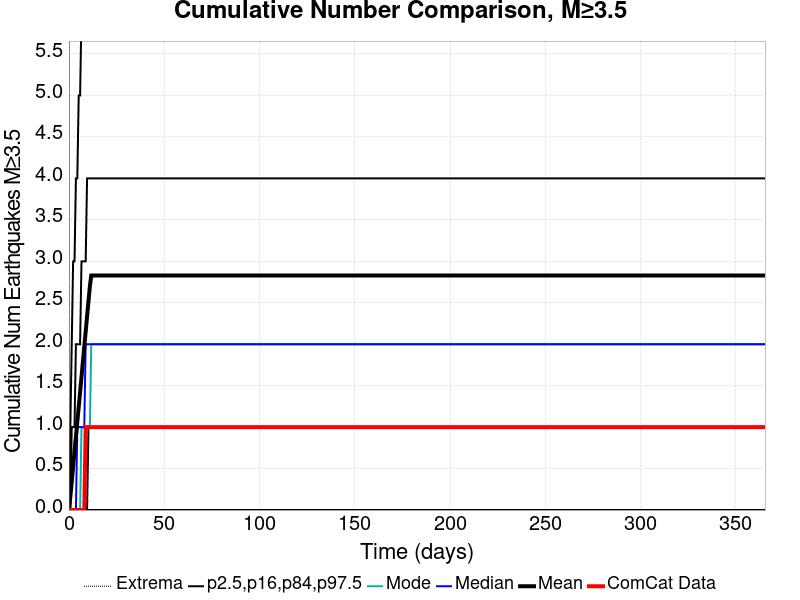 Cumulative Number Comparison, M≥3.5
Cumulative Num Earthquakes M≥3.5
5.5
5.0
4.5
4.0
3.5
3.0
2.5
2.0
1.5
1.0
0.5
0.0
0 50 100 150 200 250 300 350
Time (days)
Extrema p2.5,p16,p84,p97.5 Mode Median Mean ComCat Data